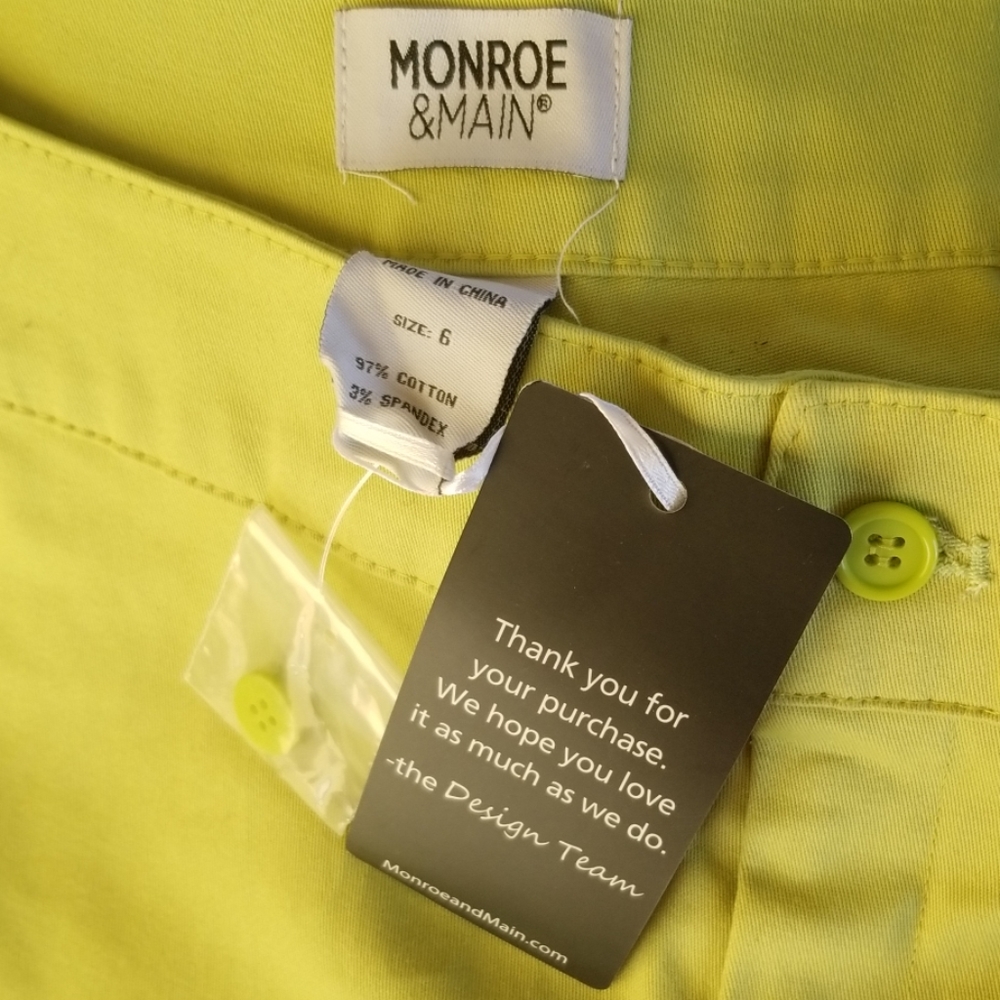 MONROE
&MAIN®
MADE IN CHINA
SIZE: 6
97% COTTON
3% SPANDEX
Thank you for
your purchase.
We hope you love
it as much as we do.
-the Design Team
MonroeandMain.com